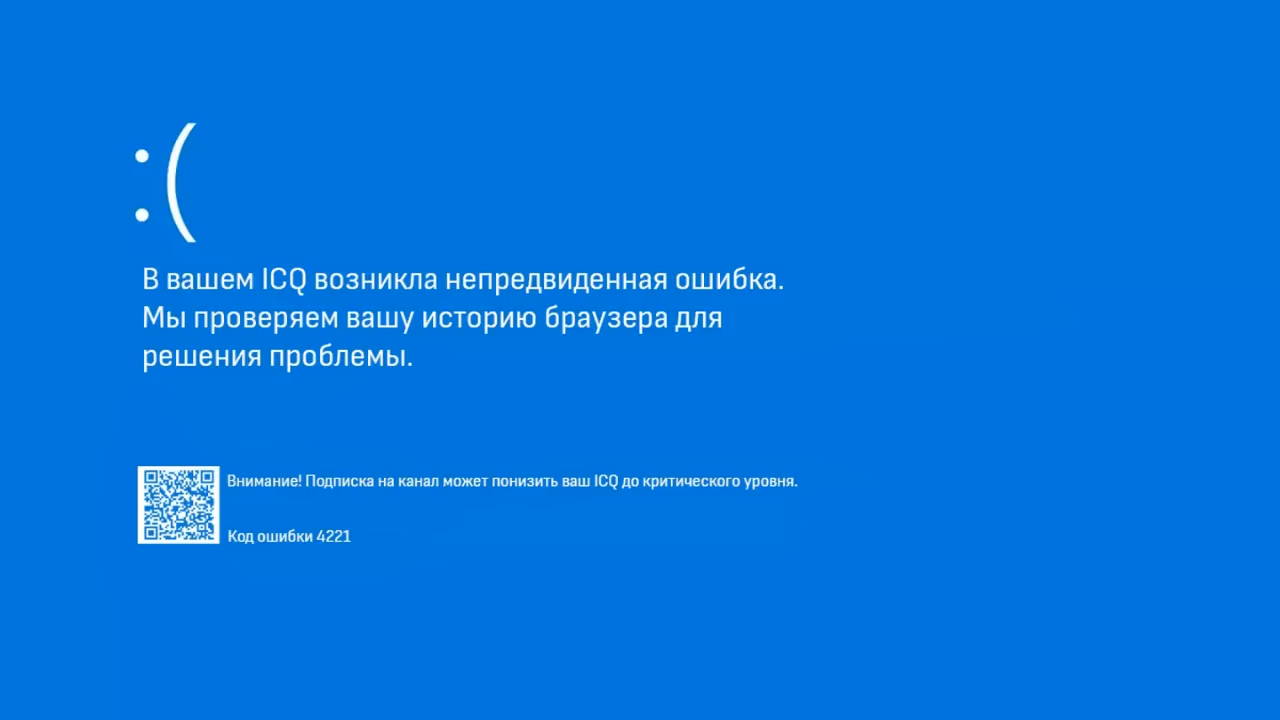 :(
В вашем ICQ возникла непредвиденная ошибка.
Мы проверяем вашу историю браузера для
решения проблемы.
Внимание! Подписка на канал может понизить ваш ICQ до критического уровня.
Код ошибки 4221